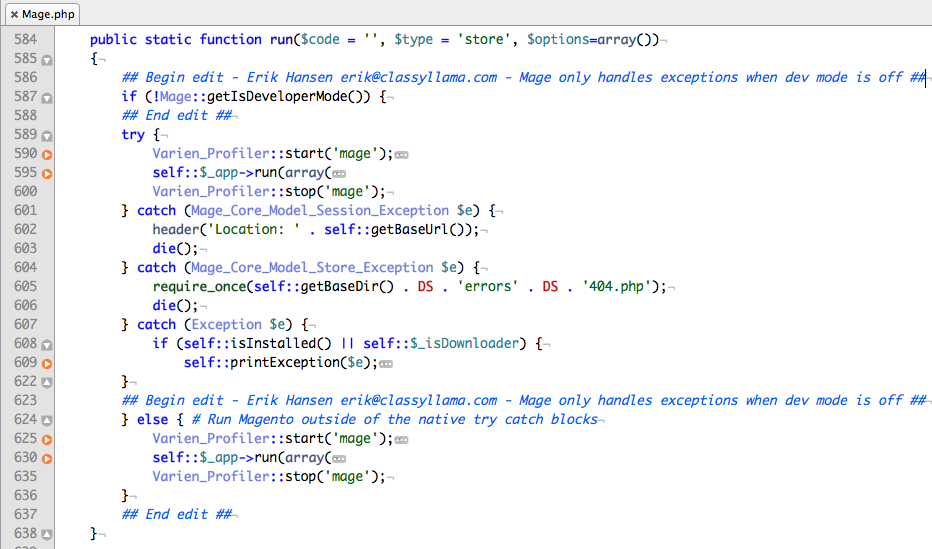 Mage.php
584 public static function run($code = '', $type = 'store', $options=array())¬
585 {¬
586 ## Begin edit - Erik Hansen erik@classyllama.com - Mage only handles exceptions when dev mode is off ##¬
587 if (!Mage::getIsDeveloperMode()) {¬
588 ## End edit ##¬
589 try {¬
590 Varien_Profiler::start('mage');
595 self::$_app->run(array(
600 Varien_Profiler::stop('mage');¬
601 } catch (Mage_Core_Model_Session_Exception $e) {¬
602 header('Location: ' . self::getBaseUrl());¬
603 die();¬
604 } catch (Mage_Core_Model_Store_Exception $e) {¬
605 require_once(self::getBaseDir() . DS . 'errors' . DS . '404.php');¬
606 die();¬
607 } catch (Exception $e) {¬
608 if (self::isInstalled() || self::$_isDownloader) {¬
609 self::printException($e);
622 }¬
623 ## Begin edit - Erik Hansen erik@classyllama.com - Mage only handles exceptions when dev mode is off ##¬
624 } else { # Run Magento outside of the native try catch blocks¬
625 Varien_Profiler::start('mage');
630 self::$_app->run(array(
635 Varien_Profiler::stop('mage');¬
636 }¬
637 ## End edit ##¬
638 }¬